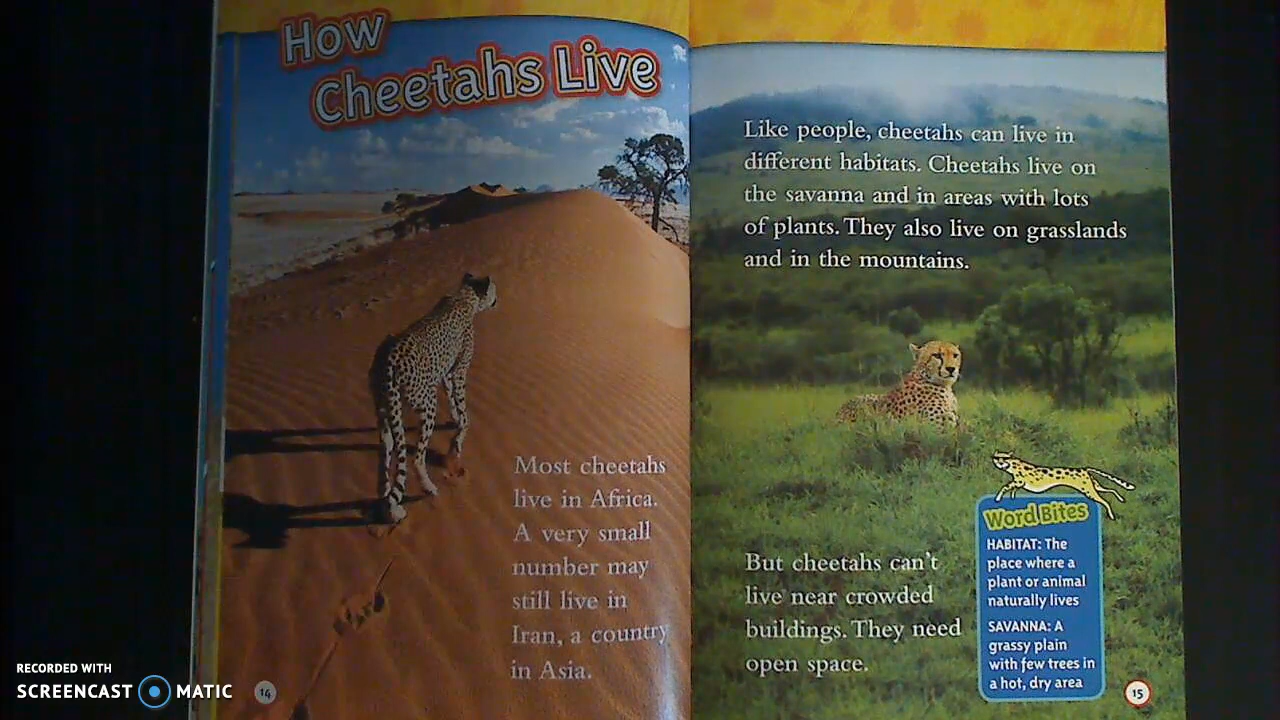 How
Cheetahs Live
Most cheetahs
live in Africa.
A very small
number may
still live in
Iran, a country
in Asia.
14
Like people, cheetahs can live in
different habitats. Cheetahs live on
the savanna and in areas with lots
of plants. They also live on grasslands
and in the mountains.
But cheetahs can't
live near crowded
buildings. They need
open space.
Word Bites
HABITAT: The
place where a
plant or animal
naturally lives
SAVANNA: A
grassy plain
with few trees in
a hot, dry area
15
RECORDED WITH
SCREENCAST MATIC